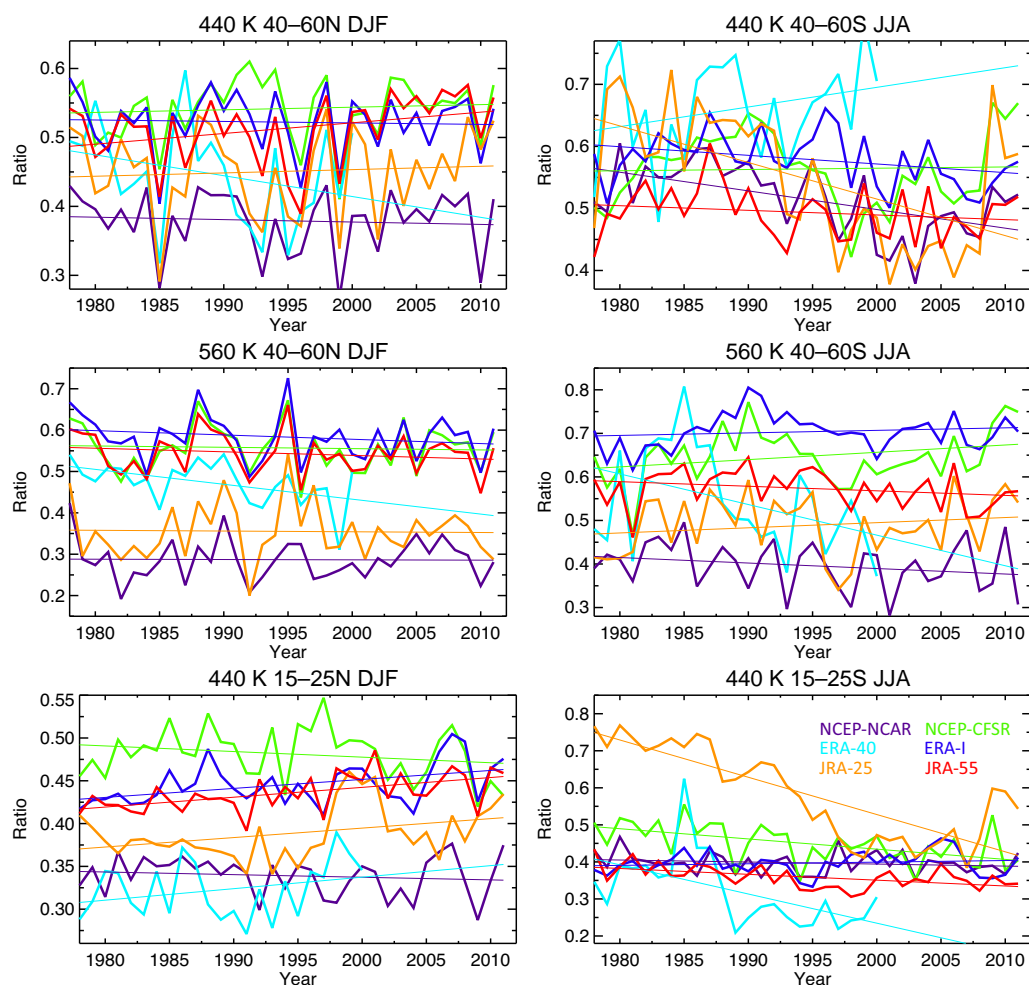 440 K 40–60N DJF
0.6
0.5
0.4
0.3
Ratio
1980 1985 1990 1995 2000 2005 2010
Year
440 K 40–60S JJA
0.7
0.6
0.5
0.4
Ratio
1980 1985 1990 1995 2000 2005 2010
Year
560 K 40–60N DJF
0.7
0.6
0.5
0.4
0.3
0.2
Ratio
1980 1985 1990 1995 2000 2005 2010
Year
560 K 40–60S JJA
0.8
0.7
0.6
0.5
0.4
0.3
Ratio
1980 1985 1990 1995 2000 2005 2010
Year
440 K 15–25N DJF
0.55
0.50
0.45
0.40
0.35
0.30
Ratio
1980 1985 1990 1995 2000 2005 2010
Year
440 K 15–25S JJA
NCEP-NCAR NCEP-CFSR
ERA-40 ERA-I
JRA-25 JRA-55
0.8
0.7
0.6
0.5
0.4
0.3
0.2
Ratio
1980 1985 1990 1995 2000 2005 2010
Year